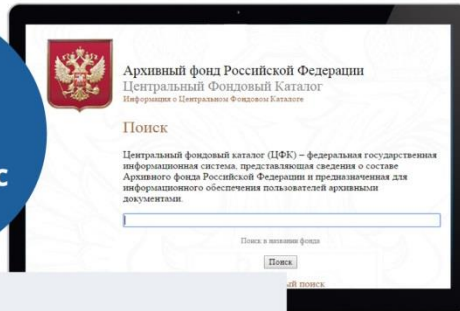 Архивный фонд Российской Федерации
Центральный Фондовый Каталог
Информация о Центральном Фондовом Каталоге
Поиск
Центральный фондовый каталог (ЦФК) – федеральная государственная
информационная система, представляющая сведения о составе
Архивного фонда Российской Федерации и предназначенная для
информационного обеспечения пользователей архивными
документами.
Поиск в названии фонда
Поиск
поиск